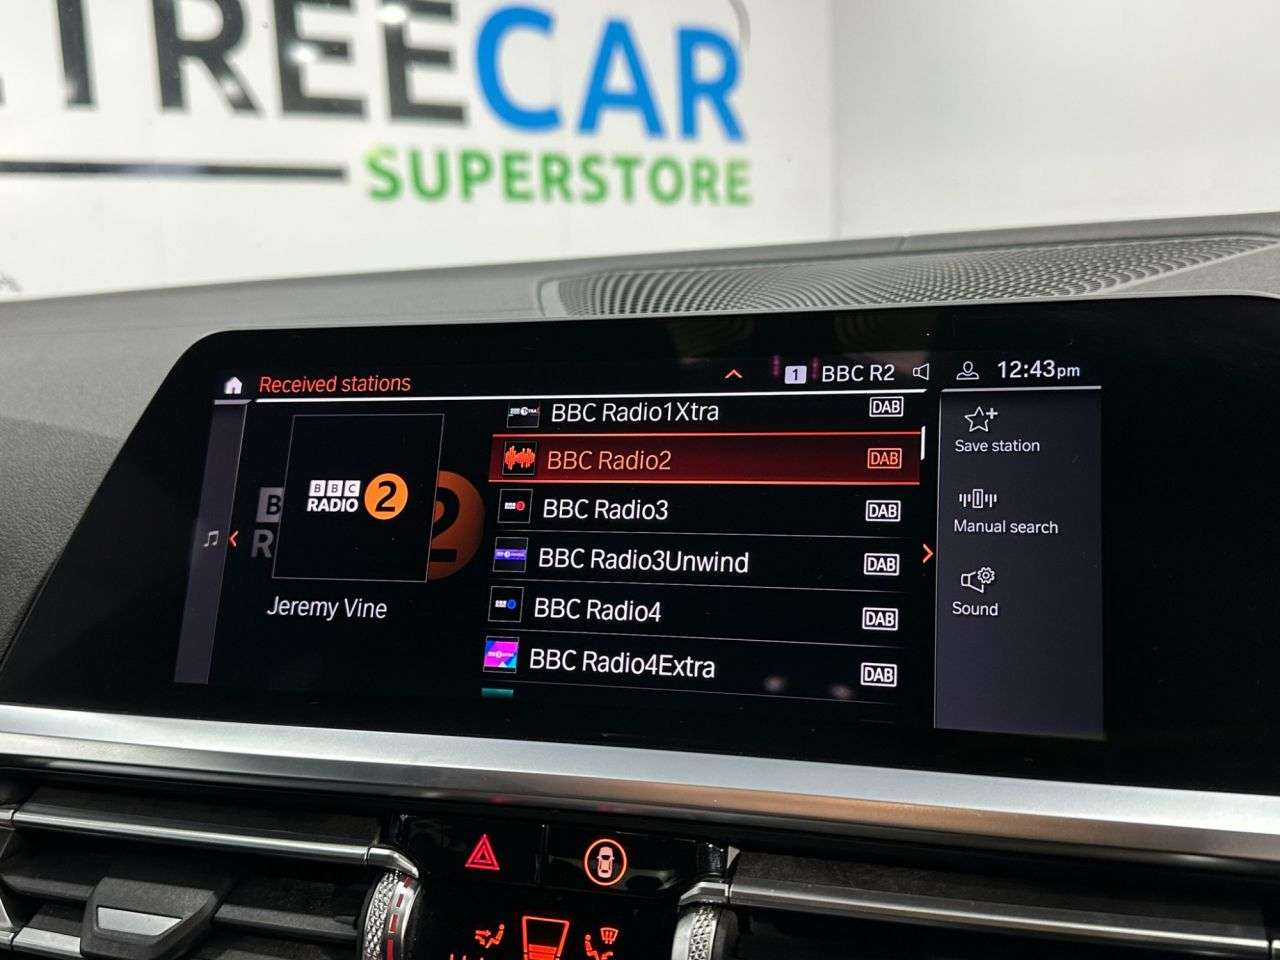 TREECAR
SUPERSTORE
Received stations
1 BBC R2
12:43pm
BBC Radio1Xtra DAB
BBC Radio2 DAB
BBC Radio3 DAB
BBC Radio3Unwind DAB
BBC Radio4 DAB
BBC Radio4Extra DAB
BBC
RADIO 2
Jeremy Vine
Save station
Manual search
Sound